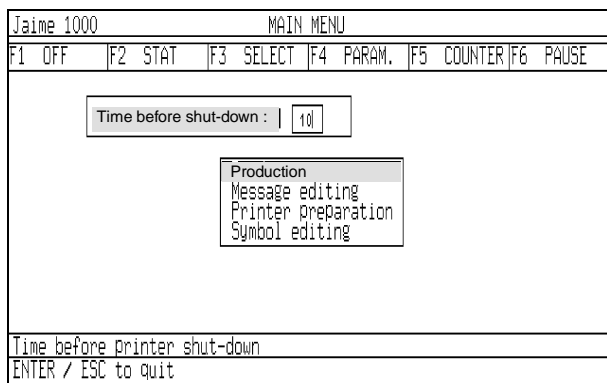 Jaime 1000 MAIN MENU
F1 OFF F2 STAT F3 SELECT F4 PARAM. F5 COUNTER F6 PAUSE
Time before shut-down : 10
Production
Message editing
Printer preparation
Symbol editing
Time before printer shut-down
ENTER / ESC to quit